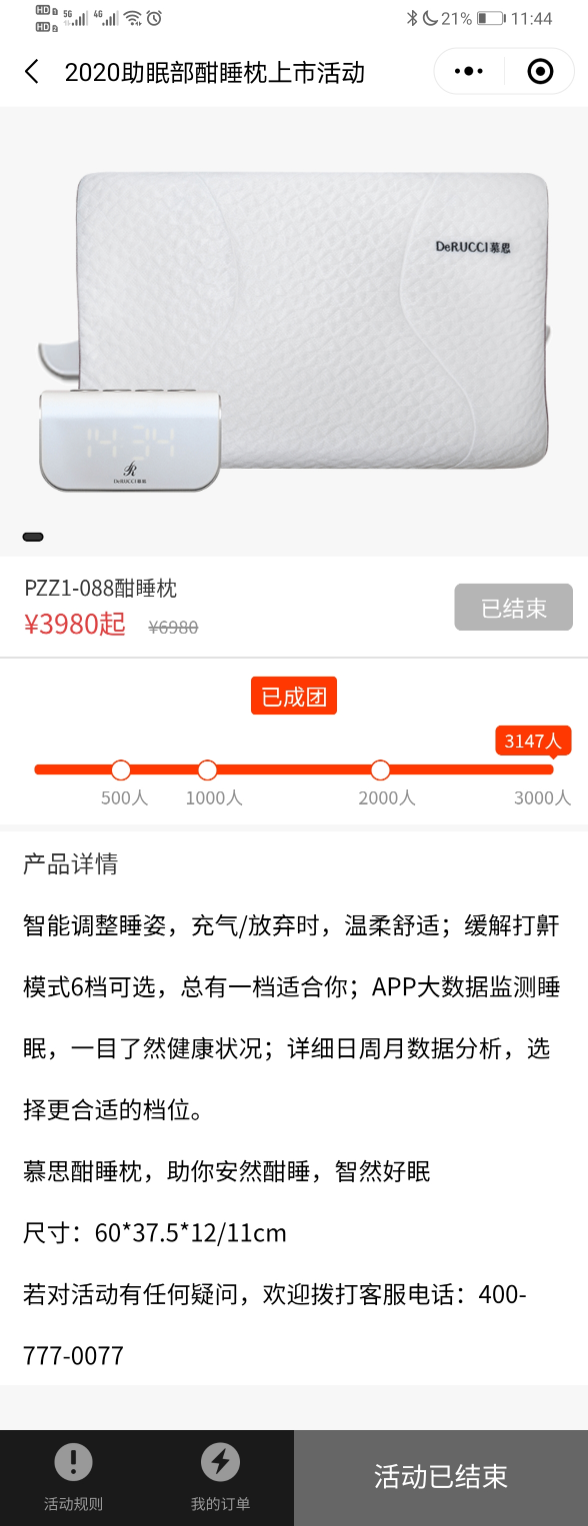 HD 1 5G 4G 21% 11:44
HD 2
2020助眠部酣睡枕上市活动
DeRUCCI慕思
14:34
R
DeRUCCI慕思
PZZ1-088酣睡枕
¥3980起 ¥6980
已结束
已成团
3147人
500人 1000人 2000人 3000人
产品详情
智能调整睡姿，充气/放弃时，温柔舒适；缓解打鼾
模式6档可选，总有一档适合你；APP大数据监测睡
眠，一目了然健康状况；详细日周月数据分析，选
择更合适的档位。
慕思酣睡枕，助你安然酣睡，智然好眠
尺寸：60*37.5*12/11cm
若对活动有任何疑问，欢迎拨打客服电话：400-
777-0077
活动规则 我的订单 活动已结束